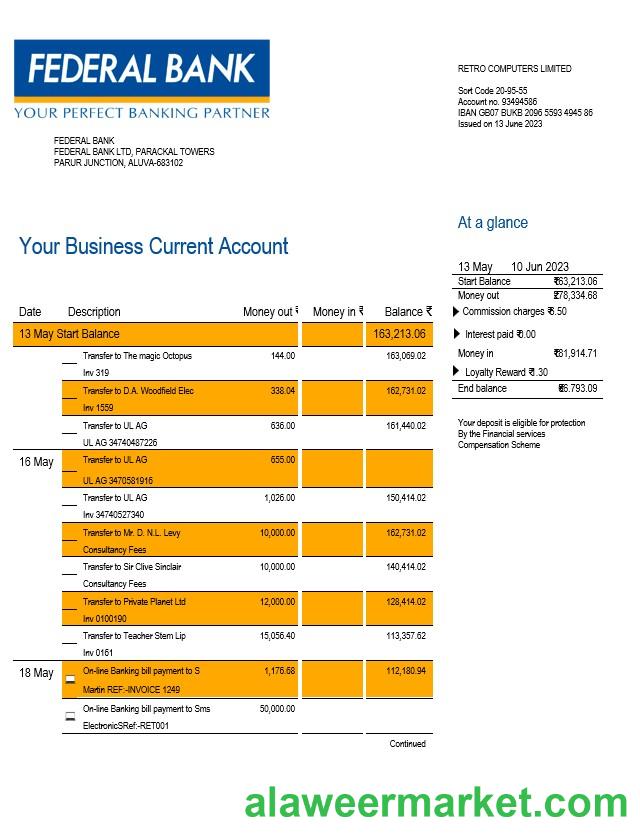 FEDERAL BANK
YOUR PERFECT BANKING PARTNER
RETRO COMPUTERS LIMITED
Sort Code 20-95-55
Account no. 93494586
IBAN GB07 BUKB 2096 5593 4945 86
Issued on 13 June 2023
FEDERAL BANK
FEDERAL BANK LTD, PARACKAL TOWERS
PARUR JUNCTION, ALUVA-683102
At a glance
Your Business Current Account
13 May 10 Jun 2023
Start Balance ₹63,213.06
Money out 278,334.68
Commission charges ₹8.50
Interest paid ₹0.00
Money in ₹181,914.71
Loyalty Reward ₹1.30
End balance 66.793.09
Your deposit is eligible for protection
By the Financial services
Compensation Scheme
Date Description Money out ₹ Money in ₹ Balance ₹
13 May Start Balance 163,213.06
Transfer to The magic Octopus 144.00 163,069.02
Inv 319
Transfer to D.A. Woodfield Elec 338.04 162,731.02
Inv 1559
Transfer to UL AG 636.00 161,440.02
UL AG 34740487226
16 May Transfer to UL AG 655.00
UL AG 3470581916
Transfer to UL AG 1,026.00 150,414.02
Inv 34740527340
Transfer to Mr. D. N.L. Levy 10,000.00 162,731.02
Consultancy Fees
Transfer to Sir Clive Sinclair 10,000.00 140,414.02
Consultancy Fees
Transfer to Private Planet Ltd 12,000.00 128,414.02
Inv 0100190
Transfer to Teacher Stem Lip 15,056.40 113,357.62
Inv 0161
18 May On-line Banking bill payment to S 1,176.68 112,180.94
Martin REF:-INVOICE 1249
On-line Banking bill payment to Sms 50,000.00
ElectronicSRef:-RET001
Continued
alaweermarket.com